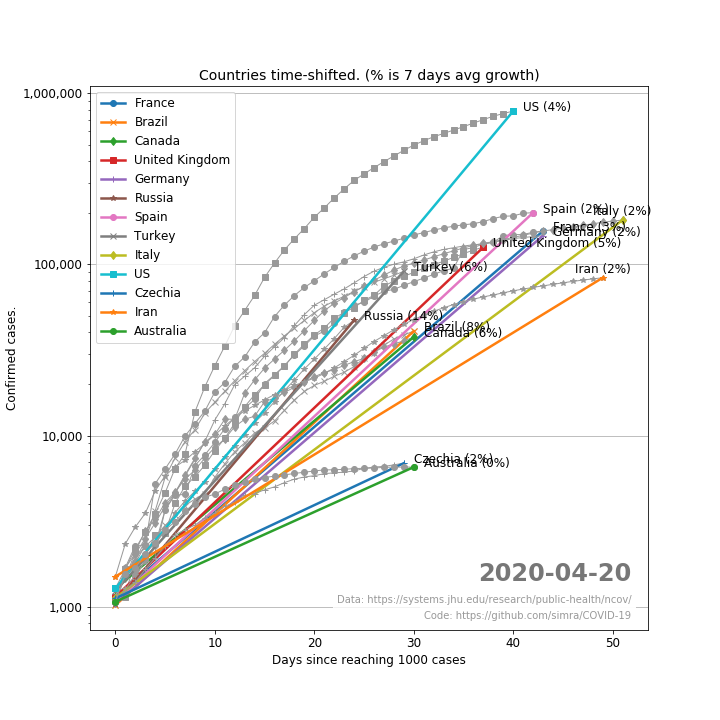 Countries time-shifted. (% is 7 days avg growth)
1,000,000
100,000
10,000
1,000
Confirmed cases.
France
Brazil
Canada
United Kingdom
Germany
Russia
Spain
Turkey
Italy
US
Czechia
Iran
Australia
US (4%)
Spain (2%)
Italy (2%)
France (3%)
Germany (2%)
United Kingdom (5%)
Turkey (6%)
Iran (2%)
Russia (14%)
Brazil (8%)
Canada (6%)
Czechia (2%)
Australia (0%)
2020-04-20
Data: https://systems.jhu.edu/research/public-health/ncov/
Code: https://github.com/simra/COVID-19
0 10 20 30 40 50
Days since reaching 1000 cases